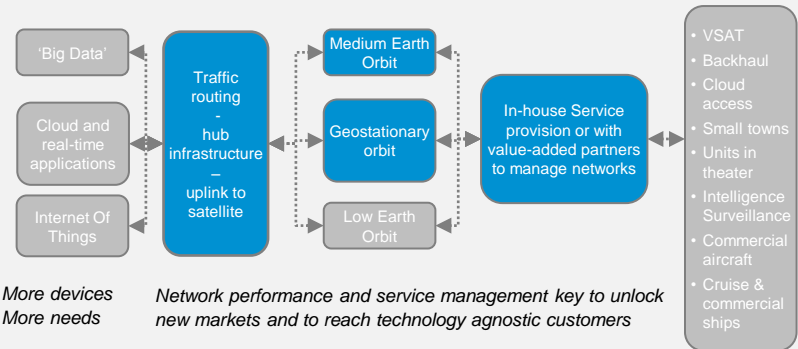 ‘Big Data’
Cloud and
real-time
applications
Internet Of
Things
Traffic
routing
-
hub
infrastructure
–
uplink to
satellite
Medium Earth
Orbit
Geostationary
orbit
Low Earth
Orbit
In-house Service
provision or with
value-added partners
to manage networks
• VSAT
• Backhaul
• Cloud
access
• Small towns
• Units in
theater
• Intelligence
Surveillance
• Commercial
aircraft
• Cruise &
commercial
ships
More devices
More needs
Network performance and service management key to unlock
new markets and to reach technology agnostic customers